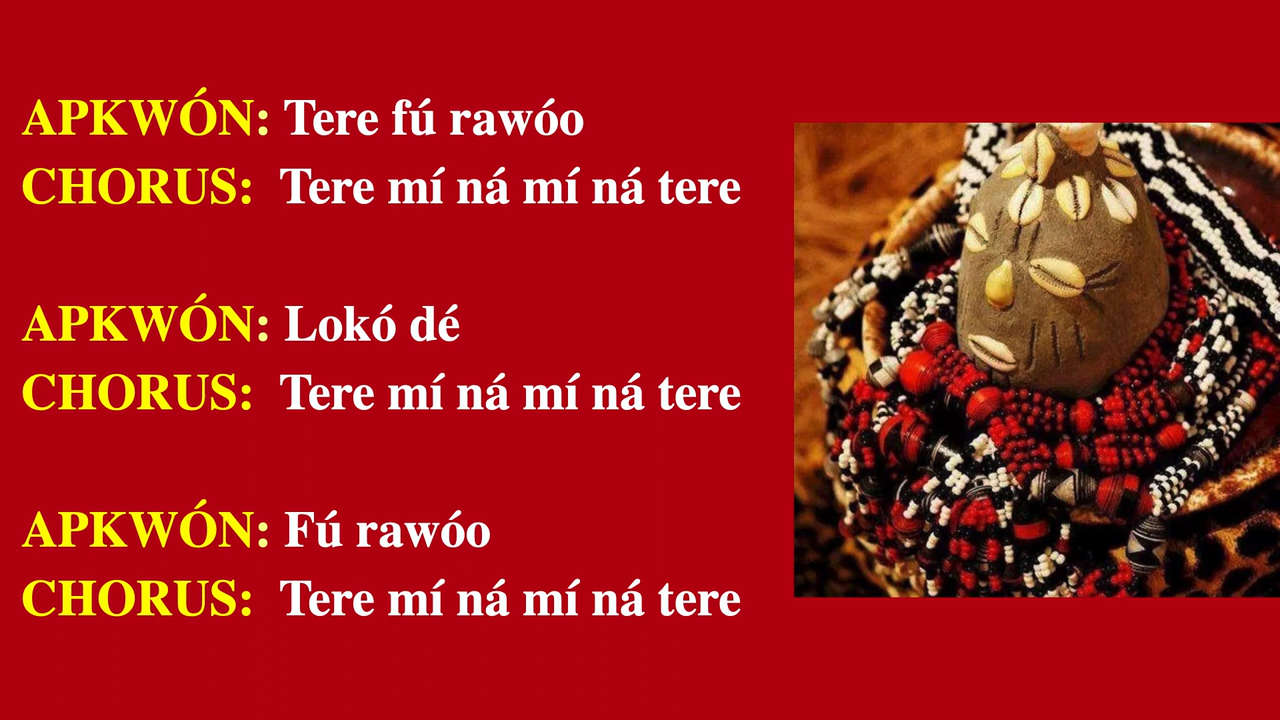 APKWÓN: Tere fú rawóo
CHORUS: Tere mí ná mí ná tere
APKWÓN: Lokó dé
CHORUS: Tere mí ná mí ná tere
APKWÓN: Fú rawóo
CHORUS: Tere mí ná mí ná tere